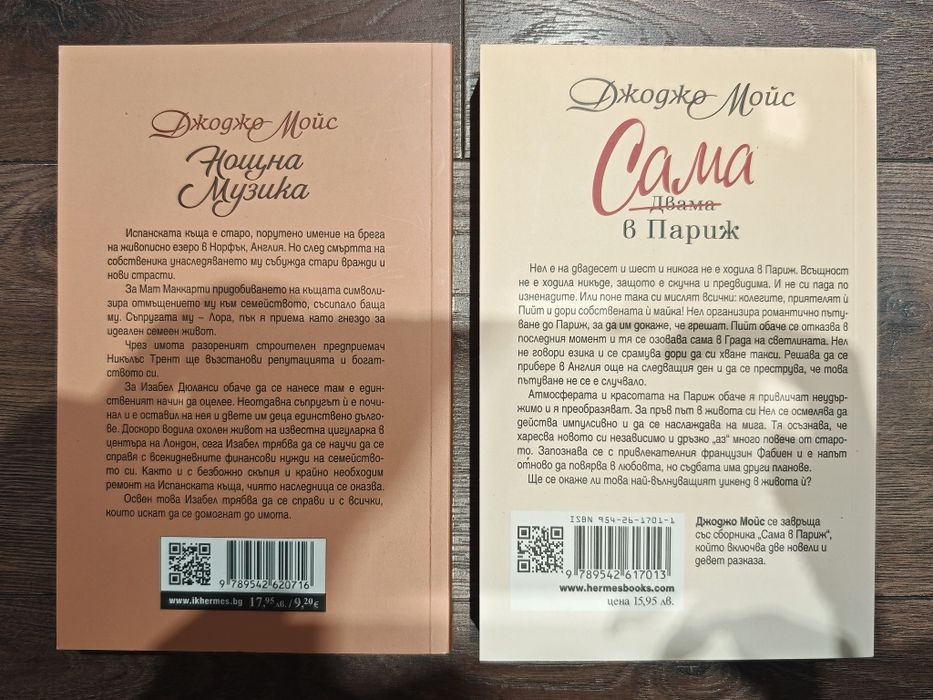 Джоджо Мойс
Нощна
Музика
Испанската къща е старо, порутено имение на брега
на живописно езеро в Норфък, Англия. Но след смъртта на
собственика унаследяването му събужда стари вражди и
нови страсти.
За Мат Маккарти придобиването на къщата символи-
зира отмъщението му към семейството, съсипало баща
му. Съпругата му – Лора, пък я приема като гнездо за
идеален семеен живот.
Чрез имота разореният строителен предприемач
Никълъс Трент ще възстанови репутацията и богат-
ството си.
За Изабел Дюланси обаче да се нанесе там е един-
ственият начин да оцелее. Неотдавна съпругът ѝ е почи-
нал и е оставил на нея и двете им деца единствено дълго-
ве. Доскоро водила охолен живот на известна цигуларка в
центъра на Лондон, сега Изабел трябва да се научи да се
справя с всекидневните финансови нужди на семейство-
то си. Както и с безбожно скъпия и крайно необходим
ремонт на Испанската къща, чиято наследница се оказва.
Освен това Изабел трябва да се справи и с всички,
които искат да се домогнат до имота.
9 789542 620716
www.ikhermes.bg 17,95 лв. / 9,20 €
Джоджо Мойс
Сама
Двама
в Париж
Нел е на двадесет и шест и никога не е ходила в Париж. Всъщност
не е ходила никъде, защото е скучна и предвидима. И не си пада по
изненадите. Или поне така си мислят всички: колегите, приятелят ѝ
Пийт и дори собствената ѝ майка! Нел организира романтично пъту-
ване до Париж, за да им докаже, че грешат. Пийт обаче се отказва в
последния момент и тя се озовава сама в Града на светлината. Нел
не говори езика и се срамува дори да си хване такси. Решава да се
прибере в Англия още на следващия ден и да се преструва, че това
пътуване не се е случвало.
Атмосферата и красотата на Париж обаче я привличат неудър-
жимо и я преобразяват. За пръв път в живота си Нел се осмелява да
действа импулсивно и да се наслаждава на мига. Тя осъзнава, че
харесва новото си независимо и дръзко „аз“ много повече от старо-
то. Запознава се с привлекателния французин Фабиен и е напът
отново да повярва в любовта, но съдбата има други планове.
Ще се окаже ли това най-вълнуващият уикенд в живота ѝ?
ISBN 954-26-1701-1
9 789542 617013
www.hermesbooks.com
цена 15,95 лв.
Джоджо Мойс се завръща
със сборника „Сама в Париж“,
който включва две новели и
девет разказа.